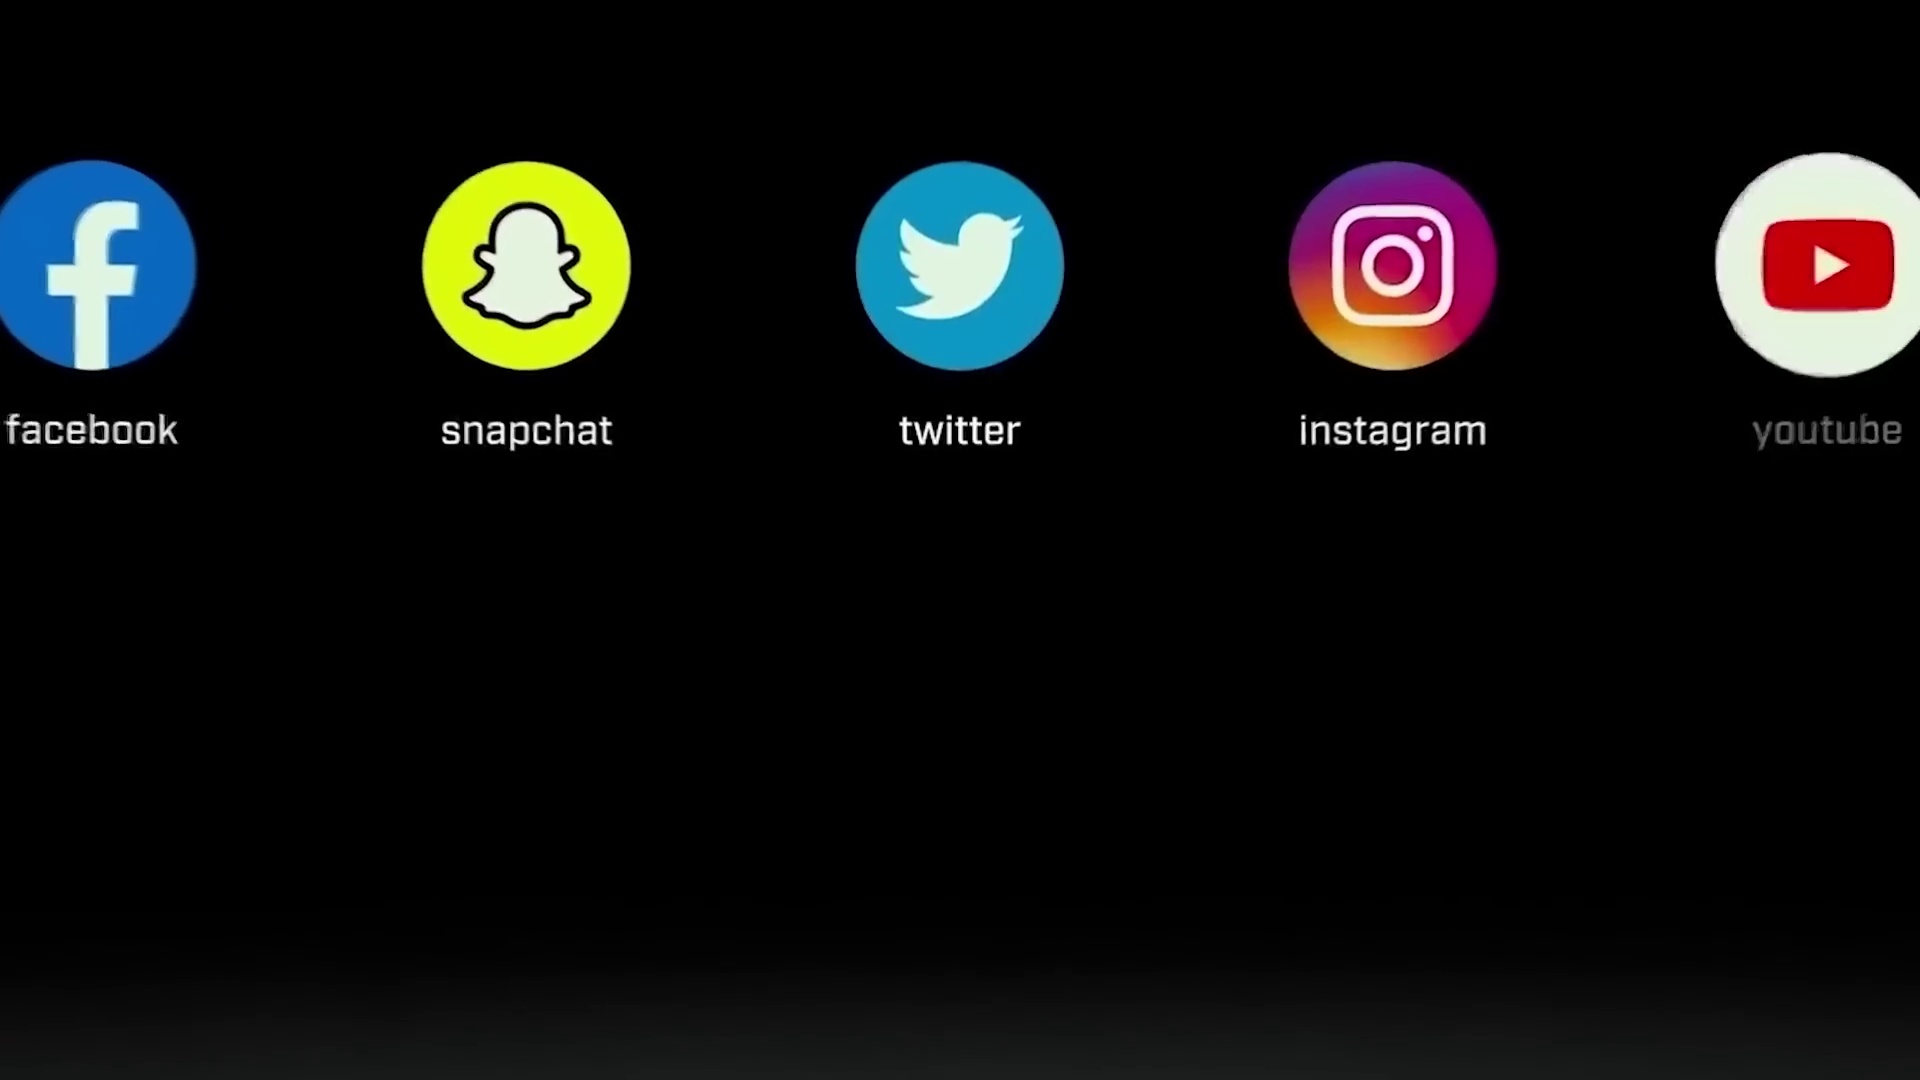 facebook
snapchat
twitter
instagram
youtube